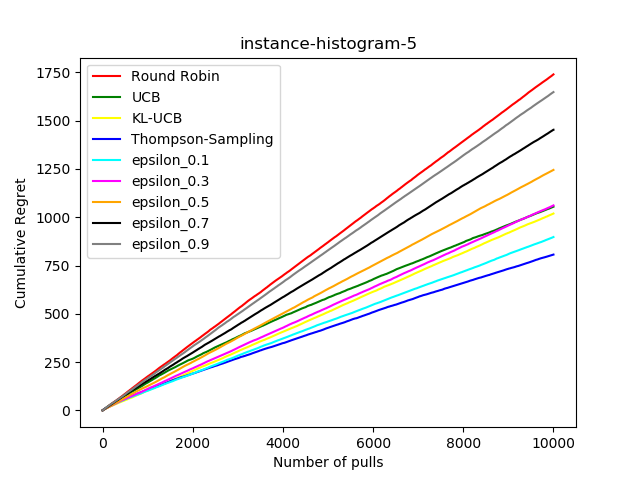 instance-histogram-5
Cumulative Regret
1750
1500
1250
1000
750
500
250
0
Round Robin
UCB
KL-UCB
Thompson-Sampling
epsilon_0.1
epsilon_0.3
epsilon_0.5
epsilon_0.7
epsilon_0.9
0 2000 4000 6000 8000 10000
Number of pulls